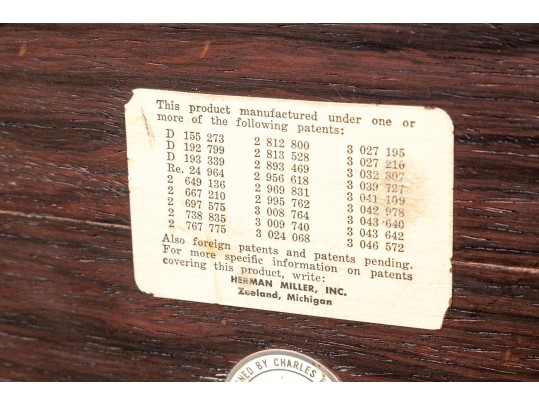 This product manufactured under one or
more of the following patents:
D 155 273 2 812 800 3 027 195
D 192 799 2 813 528 3 027 210
D 193 339 2 893 469 3 032 307
Re. 24 964 2 956 618 3 039 727
2 649 136 2 969 831 3 041 109
2 667 210 2 995 762 3 042 978
2 697 575 3 008 764 3 043 640
2 738 835 3 009 740 3 043 642
2 767 775 3 024 068 3 046 572
Also foreign patents and patents pending.
For more specific information on patents
covering this product, write:
HERMAN MILLER, INC.
Zeeland, Michigan
BY CHARLES